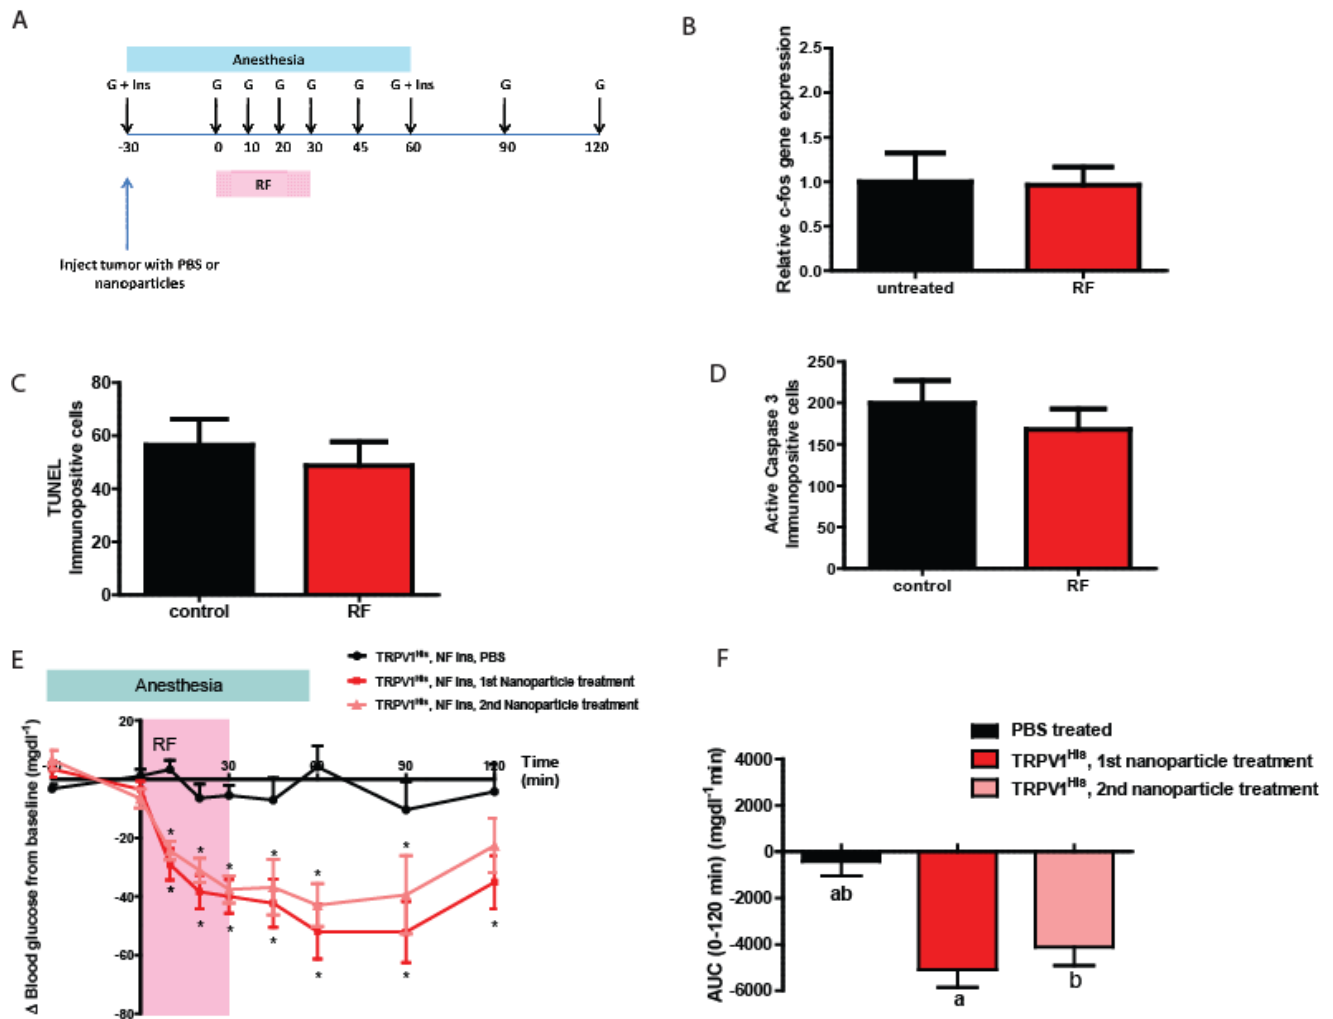 A
Anesthesia
G + Ins G G G G G G + Ins G G
-30 0 10 20 30 45 60 90 120
RF
Inject tumor with PBS or
nanoparticles
B
Relative c-fos gene expression
2.5
2.0
1.5
1.0
0.5
0.0
untreated RF
C
TUNEL
Immunopositive cells
80
60
40
20
0
control RF
D
Active Caspase 3
Immunopositive cells
250
200
150
100
50
0
control RF
E
Anesthesia
TRPV1ᴴⁱˢ, NF Ins, PBS
TRPV1ᴴⁱˢ, NF Ins, 1st Nanoparticle treatment
TRPV1ᴴⁱˢ, NF Ins, 2nd Nanoparticle treatment
Δ Blood glucose from baseline (mgdl⁻¹)
20
RF
30 60 90 120
Time
(min)
-20
-40
-60
-80
* * * * * *
* * * * * * *
F
PBS treated
TRPV1ᴴⁱˢ, 1st nanoparticle treatment
TRPV1ᴴⁱˢ, 2nd nanoparticle treatment
AUC (0-120 min) (mgdl⁻¹min)
4000
2000
0
-2000
-4000
-6000
ab
a
b